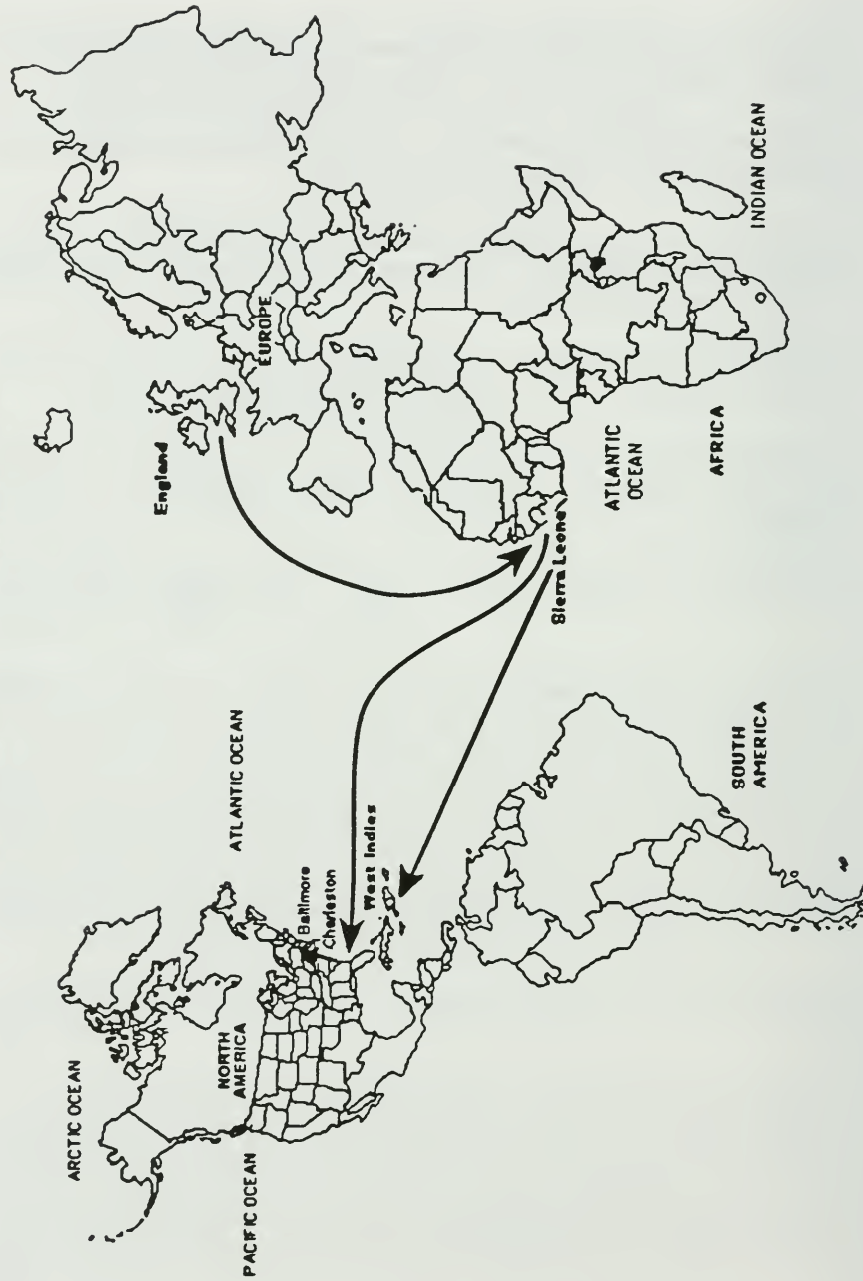 ARCTIC OCEAN
PACIFIC OCEAN
NORTH
AMERICA
ATLANTIC OCEAN
Baltimore
Charleston
West Indies
SOUTH
AMERICA
England
EUROPE
Sierra Leone
ATLANTIC
OCEAN
AFRICA
INDIAN OCEAN